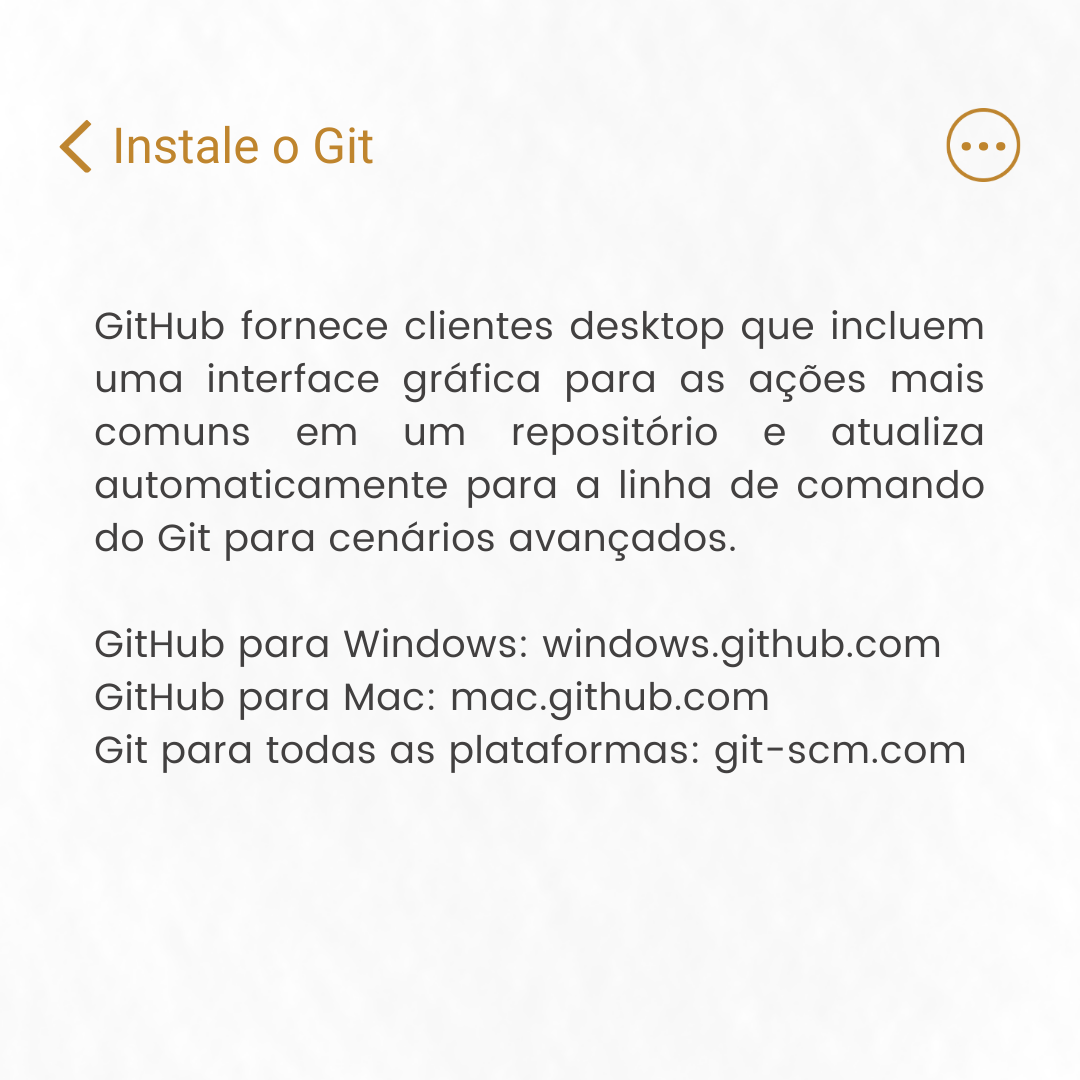 Instale o Git
GitHub fornece clientes desktop que incluem
uma interface gráfica para as ações mais
comuns em um repositório e atualiza
automaticamente para a linha de comando
do Git para cenários avançados.
GitHub para Windows: windows.github.com
GitHub para Mac: mac.github.com
Git para todas as plataformas: git-scm.com